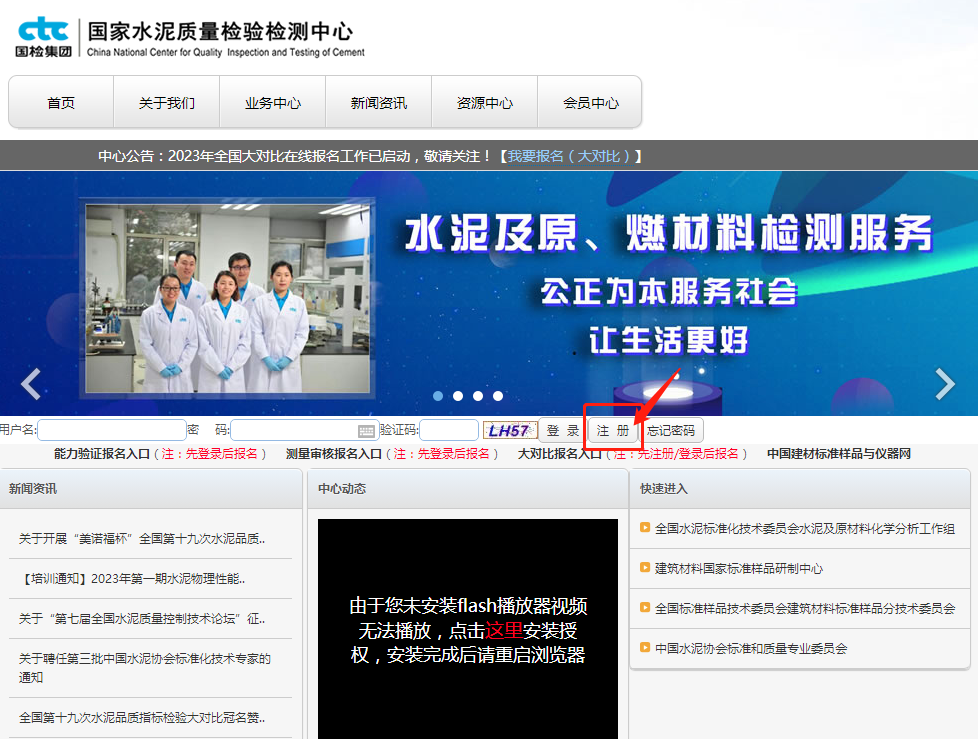 ctc 国家水泥质量检验检测中心
国检集团 China National Center for Quality Inspection and Testing of Cement
首页 关于我们 业务中心 新闻资讯 资源中心 会员中心
中心公告：2023年全国大对比在线报名工作已启动，敬请关注！【我要报名（大对比）】
水泥及原、燃材料检测服务
公正为本服务社会
让生活更好
用户名: 密 码: 验证码: LH57 登 录 注 册 忘记密码
能力验证报名入口（注：先登录后报名） 测量审核报名入口（注：先登录后报名） 大对比报名入口（注：先注册/登录后报名） 中国建材标准样品与仪器网
新闻资讯
关于开展“美诺福杯”全国第十九次水泥品质..
【培训通知】2023年第一期水泥物理性能..
关于“第七届全国水泥质量控制技术论坛”征..
关于聘任第三批中国水泥协会标准化技术专家的
通知
全国第十九次水泥品质指标检验大对比冠名赞..
中心动态
由于您未安装flash播放器视频
无法播放，点击这里安装授
权，安装完成后请重启浏览器
快速进入
全国水泥标准化技术委员会水泥及原材料化学分析工作组
建筑材料国家标准样品研制中心
全国标准样品技术委员会建筑材料标准样品分技术委员会
中国水泥协会标准和质量专业委员会